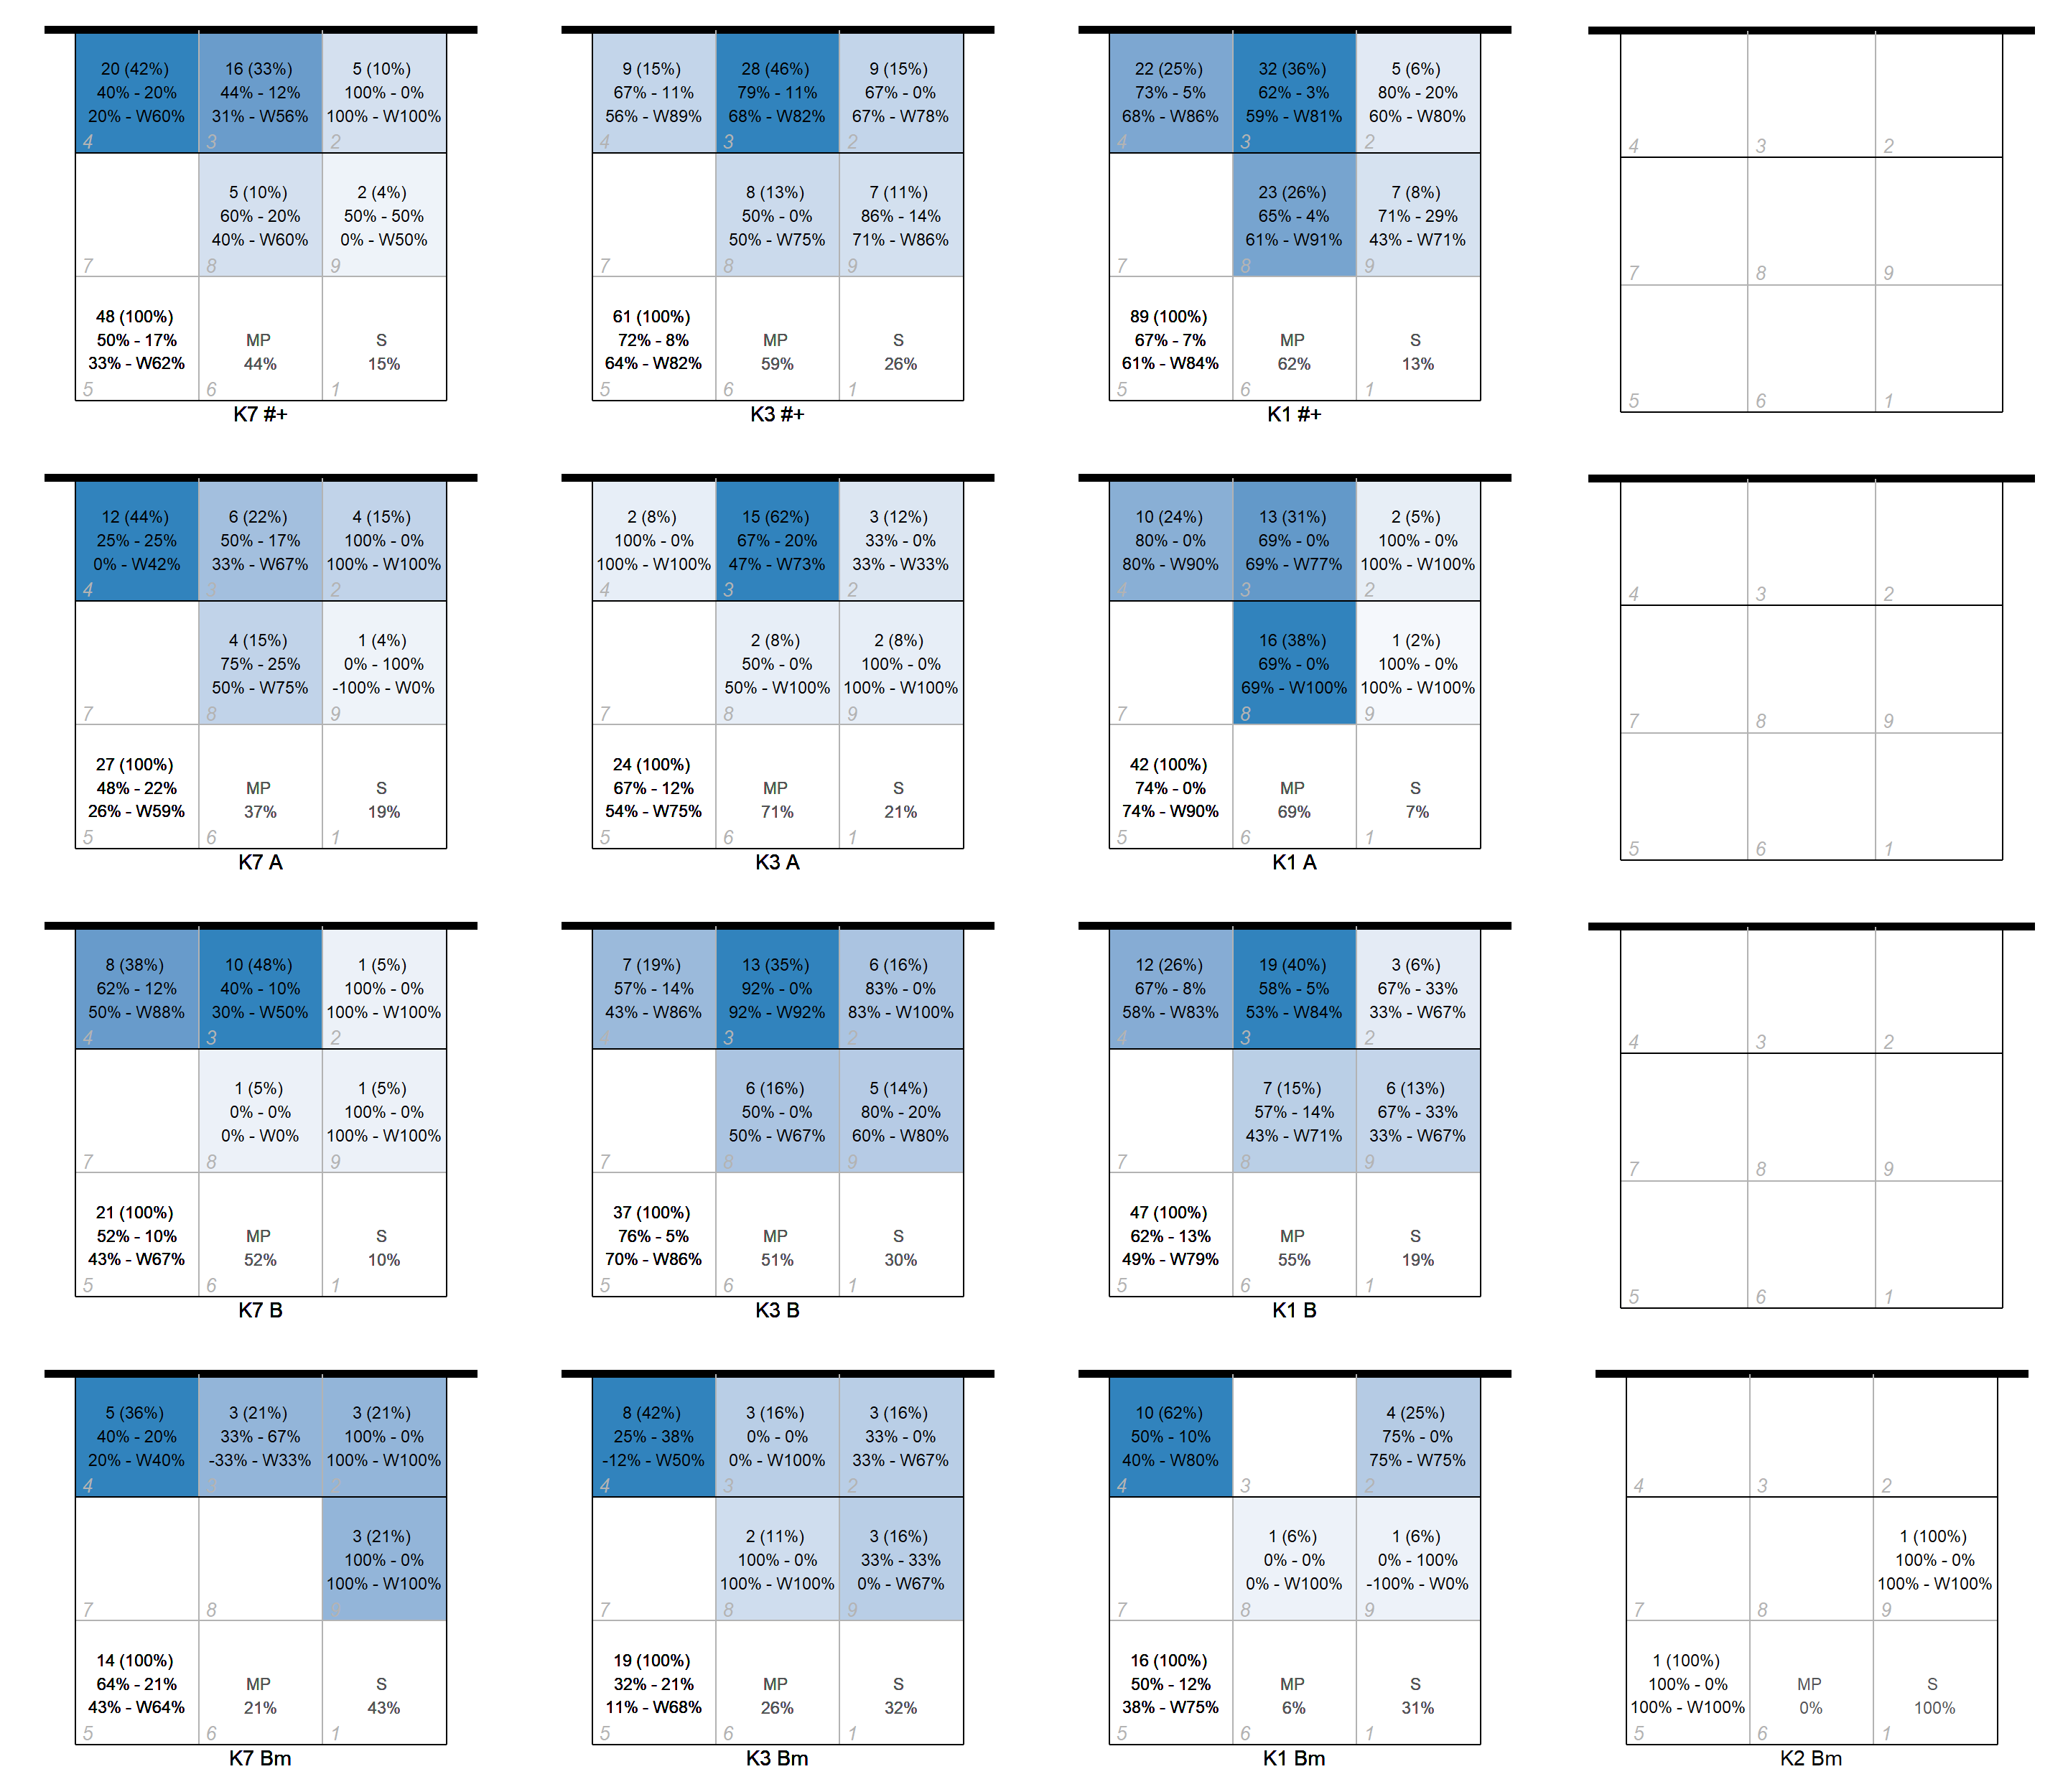 20 (42%)
40% - 20%
20% - W60%
4
16 (33%)
44% - 12%
31% - W56%
3
5 (10%)
100% - 0%
100% - W100%
2
7
5 (10%)
60% - 20%
40% - W60%
8
2 (4%)
50% - 50%
0% - W50%
9
48 (100%)
50% - 17%
33% - W62%
5
MP
44%
6
S
15%
1
K7 #+
9 (15%)
67% - 11%
56% - W89%
4
28 (46%)
79% - 11%
68% - W82%
3
9 (15%)
67% - 0%
67% - W78%
2
7
8 (13%)
50% - 0%
50% - W75%
8
7 (11%)
86% - 14%
71% - W86%
9
61 (100%)
72% - 8%
64% - W82%
5
MP
59%
6
S
26%
1
K3 #+
22 (25%)
73% - 5%
68% - W86%
4
32 (36%)
62% - 3%
59% - W81%
3
5 (6%)
80% - 20%
60% - W80%
2
7
23 (26%)
65% - 4%
61% - W91%
8
7 (8%)
71% - 29%
43% - W71%
9
89 (100%)
67% - 7%
61% - W84%
5
MP
62%
6
S
13%
1
K1 #+
4
3
2
7
8
9
5
6
1
12 (44%)
25% - 25%
0% - W42%
4
6 (22%)
50% - 17%
33% - W67%
3
4 (15%)
100% - 0%
100% - W100%
2
7
4 (15%)
75% - 25%
50% - W75%
8
1 (4%)
0% - 100%
-100% - W0%
9
27 (100%)
48% - 22%
26% - W59%
5
MP
37%
6
S
19%
1
K7 A
2 (8%)
100% - 0%
100% - W100%
4
15 (62%)
67% - 20%
47% - W73%
3
3 (12%)
33% - 0%
33% - W33%
2
7
2 (8%)
50% - 0%
50% - W100%
8
2 (8%)
100% - 0%
100% - W100%
9
24 (100%)
67% - 12%
54% - W75%
5
MP
71%
6
S
21%
1
K3 A
10 (24%)
80% - 0%
80% - W90%
4
13 (31%)
69% - 0%
69% - W77%
3
2 (5%)
100% - 0%
100% - W100%
2
7
16 (38%)
69% - 0%
69% - W100%
8
1 (2%)
100% - 0%
100% - W100%
9
42 (100%)
74% - 0%
74% - W90%
5
MP
69%
6
S
7%
1
K1 A
4
3
2
7
8
9
5
6
1
8 (38%)
62% - 12%
50% - W88%
4
10 (48%)
40% - 10%
30% - W50%
3
1 (5%)
100% - 0%
100% - W100%
2
7
1 (5%)
0% - 0%
0% - W0%
8
1 (5%)
100% - 0%
100% - W100%
9
21 (100%)
52% - 10%
43% - W67%
5
MP
52%
6
S
10%
1
K7 B
7 (19%)
57% - 14%
43% - W86%
4
13 (35%)
92% - 0%
92% - W92%
3
6 (16%)
83% - 0%
83% - W100%
2
7
6 (16%)
50% - 0%
50% - W67%
8
5 (14%)
80% - 20%
60% - W80%
9
37 (100%)
76% - 5%
70% - W86%
5
MP
51%
6
S
30%
1
K3 B
12 (26%)
67% - 8%
58% - W83%
4
19 (40%)
58% - 5%
53% - W84%
3
3 (6%)
67% - 33%
33% - W67%
2
7
7 (15%)
57% - 14%
43% - W71%
8
6 (13%)
67% - 33%
33% - W67%
9
47 (100%)
62% - 13%
49% - W79%
5
MP
55%
6
S
19%
1
K1 B
4
3
2
7
8
9
5
6
1
5 (36%)
40% - 20%
20% - W40%
4
3 (21%)
33% - 67%
-33% - W33%
3
3 (21%)
100% - 0%
100% - W100%
2
7
8
3 (21%)
100% - 0%
100% - W100%
9
14 (100%)
64% - 21%
43% - W64%
5
MP
21%
6
S
43%
1
K7 Bm
8 (42%)
25% - 38%
-12% - W50%
4
3 (16%)
0% - 0%
0% - W100%
3
3 (16%)
33% - 0%
33% - W67%
2
7
2 (11%)
100% - 0%
100% - W100%
8
3 (16%)
33% - 33%
0% - W67%
9
19 (100%)
32% - 21%
11% - W68%
5
MP
26%
6
S
32%
1
K3 Bm
10 (62%)
50% - 10%
40% - W80%
4
3
4 (25%)
75% - 0%
75% - W75%
2
7
1 (6%)
0% - 0%
0% - W100%
8
1 (6%)
0% - 100%
-100% - W0%
9
16 (100%)
50% - 12%
38% - W75%
5
MP
6%
6
S
31%
1
K1 Bm
4
3
2
7
8
1 (100%)
100% - 0%
100% - W100%
9
1 (100%)
100% - 0%
100% - W100%
5
MP
0%
6
S
100%
1
K2 Bm